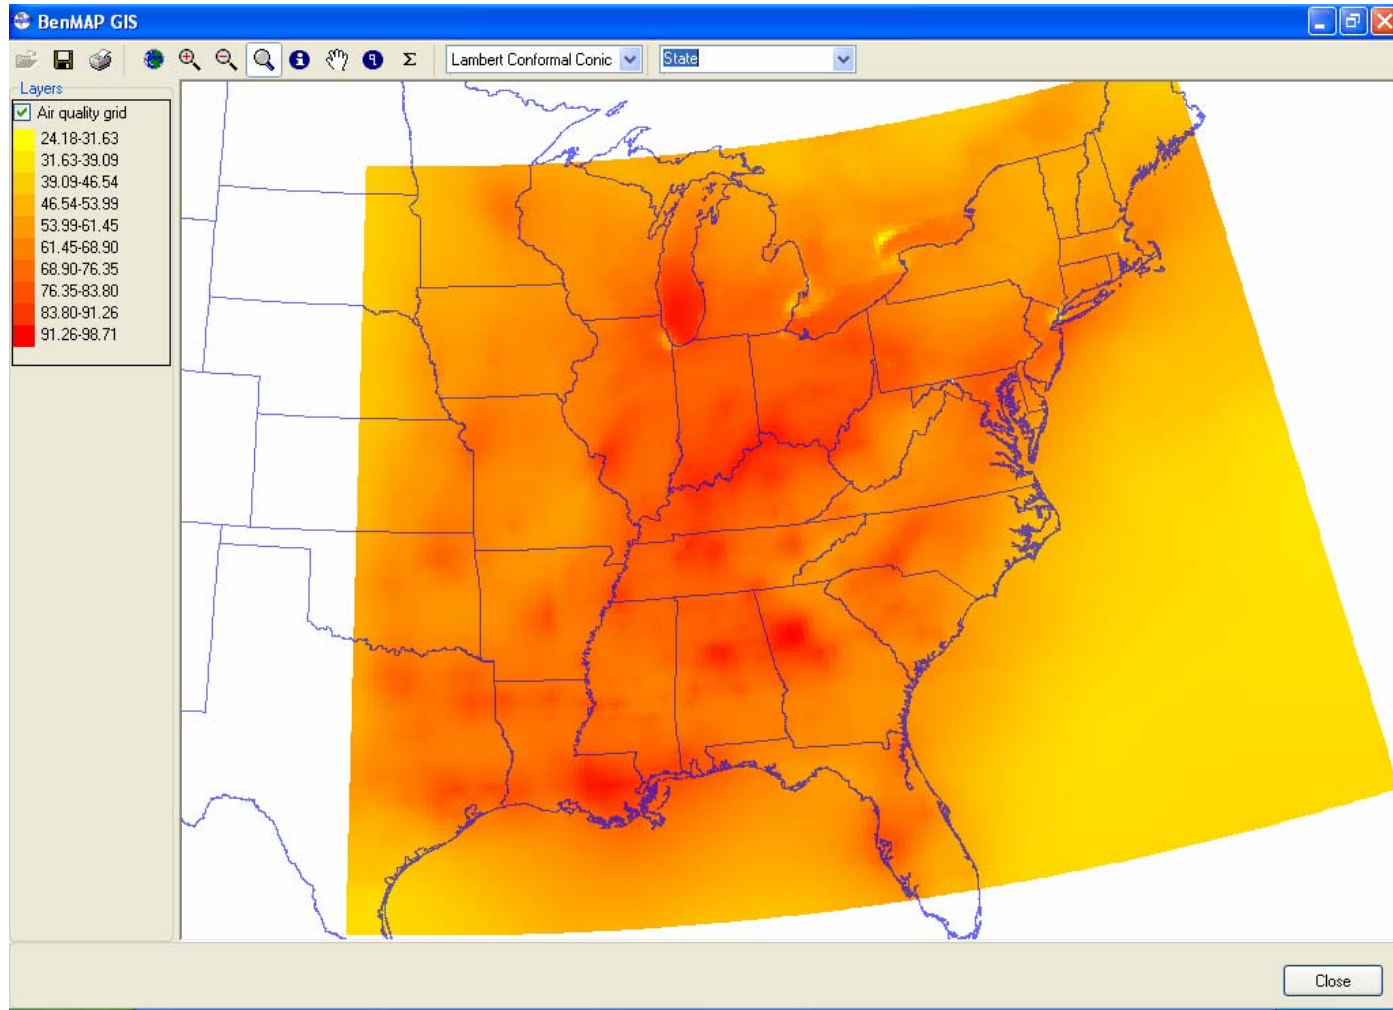 BenMAP GIS
Lambert Conformal Conic
State
Layers
Air quality grid
24.18-31.63
31.63-39.09
39.09-46.54
46.54-53.99
53.99-61.45
61.45-68.90
68.90-76.35
76.35-83.80
83.80-91.26
91.26-98.71
Close